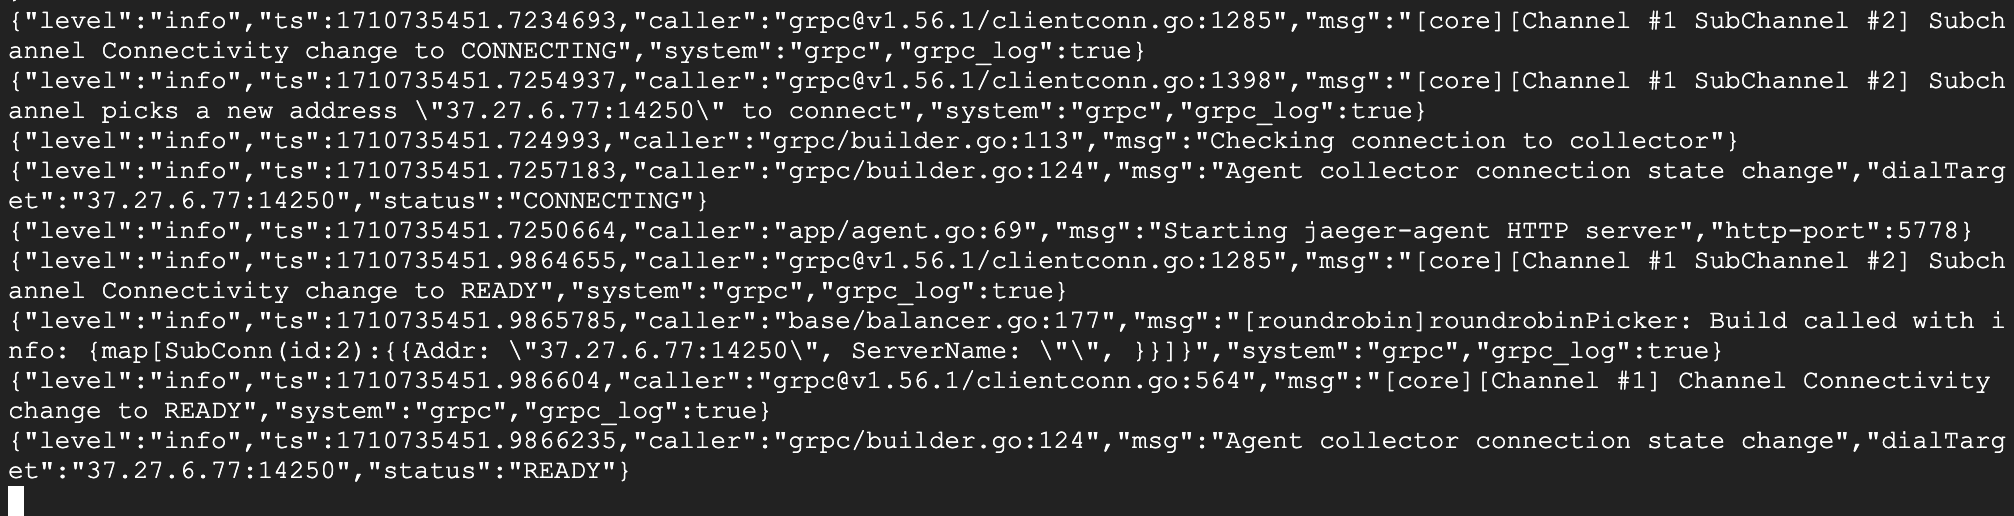 {"level":"info","ts":1710735451.7234693,"caller":"grpc@v1.56.1/clientconn.go:1285","msg":"[core][Channel #1 SubChannel #2] Subch
annel Connectivity change to CONNECTING","system":"grpc","grpc_log":true}
{"level":"info","ts":1710735451.7254937,"caller":"grpc@v1.56.1/clientconn.go:1398","msg":"[core][Channel #1 SubChannel #2] Subch
annel picks a new address \"37.27.6.77:14250\" to connect","system":"grpc","grpc_log":true}
{"level":"info","ts":1710735451.724993,"caller":"grpc/builder.go:113","msg":"Checking connection to collector"}
{"level":"info","ts":1710735451.7257183,"caller":"grpc/builder.go:124","msg":"Agent collector connection state change","dialTarg
et":"37.27.6.77:14250","status":"CONNECTING"}
{"level":"info","ts":1710735451.7250664,"caller":"app/agent.go:69","msg":"Starting jaeger-agent HTTP server","http-port":5778}
{"level":"info","ts":1710735451.9864655,"caller":"grpc@v1.56.1/clientconn.go:1285","msg":"[core][Channel #1 SubChannel #2] Subch
annel Connectivity change to READY","system":"grpc","grpc_log":true}
{"level":"info","ts":1710735451.9865785,"caller":"base/balancer.go:177","msg":"[roundrobin]roundrobinPicker: Build called with i
nfo: {map[SubConn(id:2):{{Addr: \"37.27.6.77:14250\", ServerName: \"\", }}]}","system":"grpc","grpc_log":true}
{"level":"info","ts":1710735451.986604,"caller":"grpc@v1.56.1/clientconn.go:564","msg":"[core][Channel #1] Channel Connectivity
change to READY","system":"grpc","grpc_log":true}
{"level":"info","ts":1710735451.9866235,"caller":"grpc/builder.go:124","msg":"Agent collector connection state change","dialTarg
et":"37.27.6.77:14250","status":"READY"}